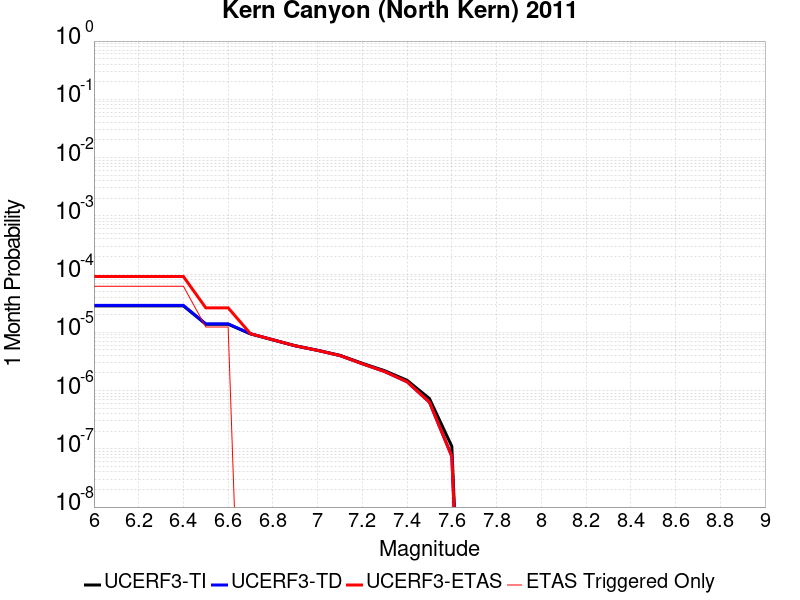 Kern Canyon (North Kern) 2011
1 Month Probability
10^0
10^-1
10^-2
10^-3
10^-4
10^-5
10^-6
10^-7
10^-8
6 6.2 6.4 6.6 6.8 7 7.2 7.4 7.6 7.8 8 8.2 8.4 8.6 8.8 9
Magnitude
UCERF3-TI UCERF3-TD UCERF3-ETAS ETAS Triggered Only